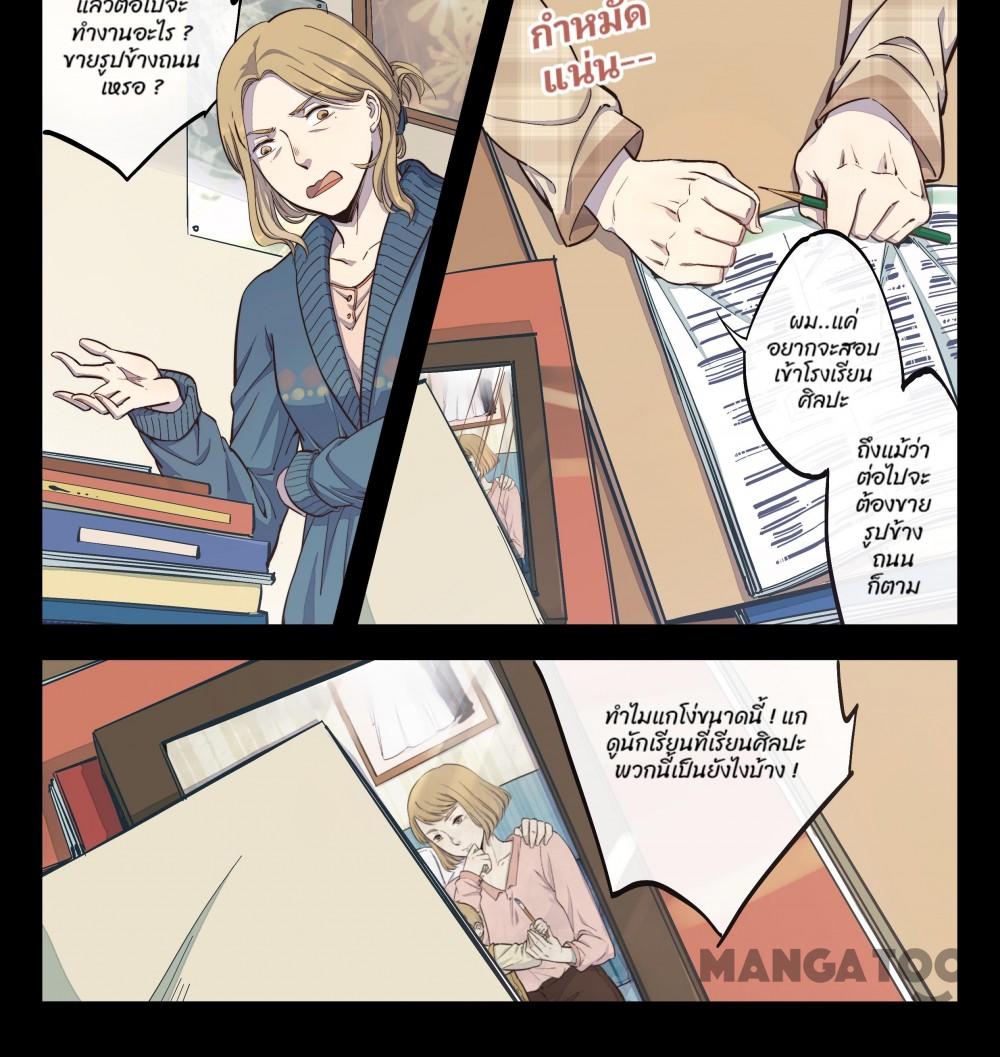 แล้วต่อไปจะ
ทำงานอะไร ?
ขายรูปข้างถนน
เหรอ ?
กำหมัด
แน่น--
ผม..แค่
อยากจะสอบ
เข้าโรงเรียน
ศิลปะ
ถึงแม้ว่า
ต่อไปจะ
ต้องขาย
รูปข้าง
ถนน
ก็ตาม
ทำไมแกโง่ขนาดนี้ ! แก
ดูนักเรียนที่เรียนศิลปะ
พวกนี้เป็นยังไงบ้าง !
MANGA TOO